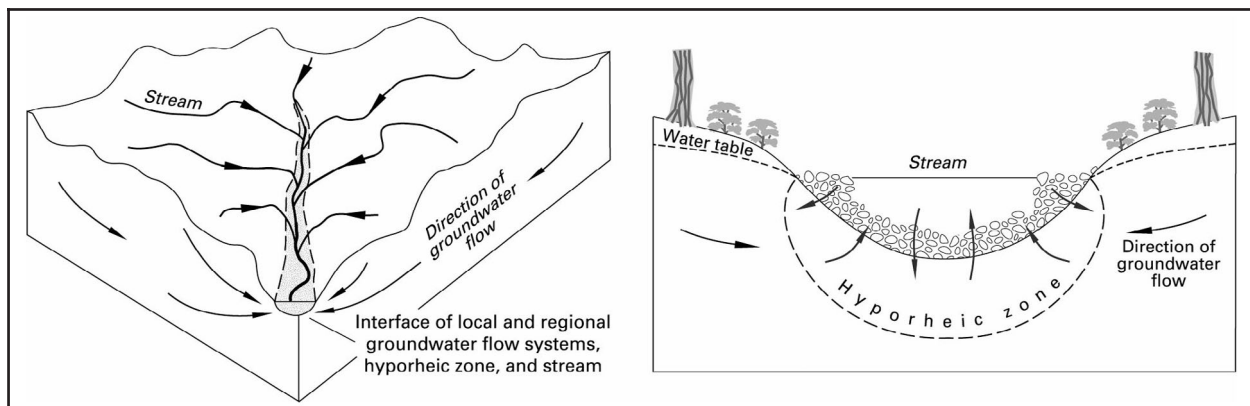 Stream
Direction of
groundwater
flow
Interface of local and regional
groundwater flow systems,
hyporheic zone, and stream
Water table
Stream
Direction of
groundwater
flow
Hyporheic zone